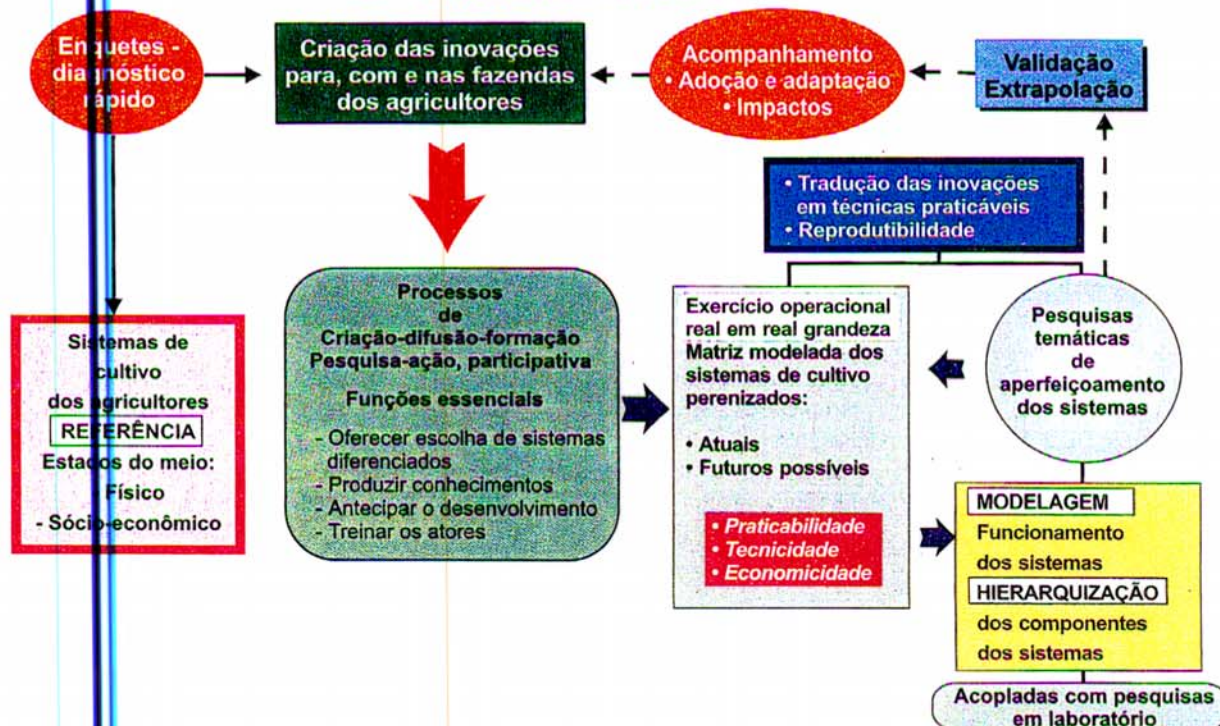 Enquetes -
diagnóstico
rápido
Criação das inovações
para, com e nas fazendas
dos agricultores
Acompanhamento
• Adoção e adaptação
• Impactos
Validação
Extrapolação
• Tradução das inovações
em técnicas praticáveis
• Reprodutibilidade
Sistemas de
cultivo
dos agricultores
REFERÊNCIA
Estados do meio:
Físico
- Sócio-econômico
Processos
de
Criação-difusão-formação
Pesquisa-ação, participativa
Funções essenciais
- Oferecer escolha de sistemas
diferenciados
- Produzir conhecimentos
- Antecipar o desenvolvimento
- Treinar os atores
Exercício operacional
real em real grandeza
Matriz modelada dos
sistemas de cultivo
perenizados:
• Atuais
• Futuros possíveis
• Praticabilidade
• Tecnicidade
• Economicidade
Pesquisas
temáticas
de
aperfeiçoamento
dos sistemas
MODELAGEM
Funcionamento
dos sistemas
HIERARQUIZAÇÃO
dos componentes
dos sistemas
Acopladas com pesquisas
em laboratório